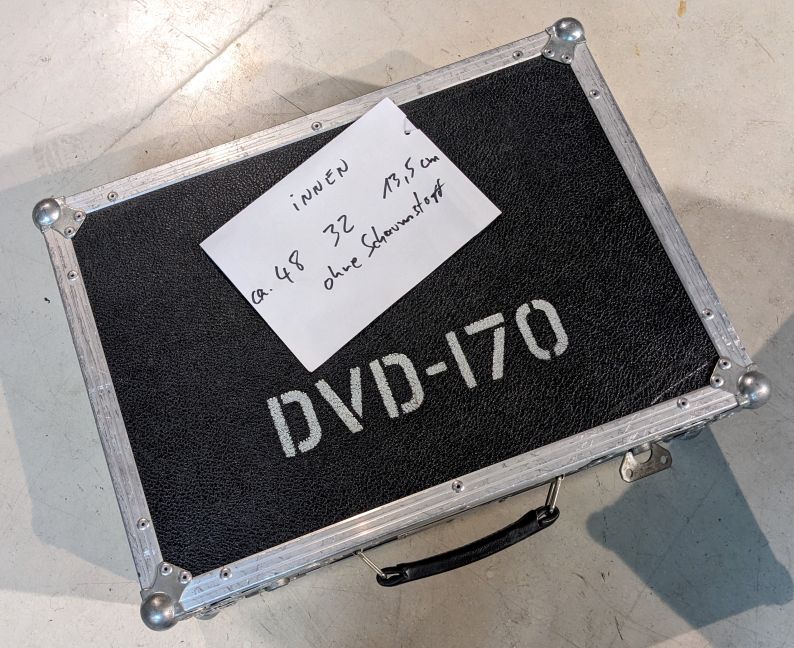 iNNEN
ca. 48 32 13,5 cm
ohne Schaumstoff
DVD-170